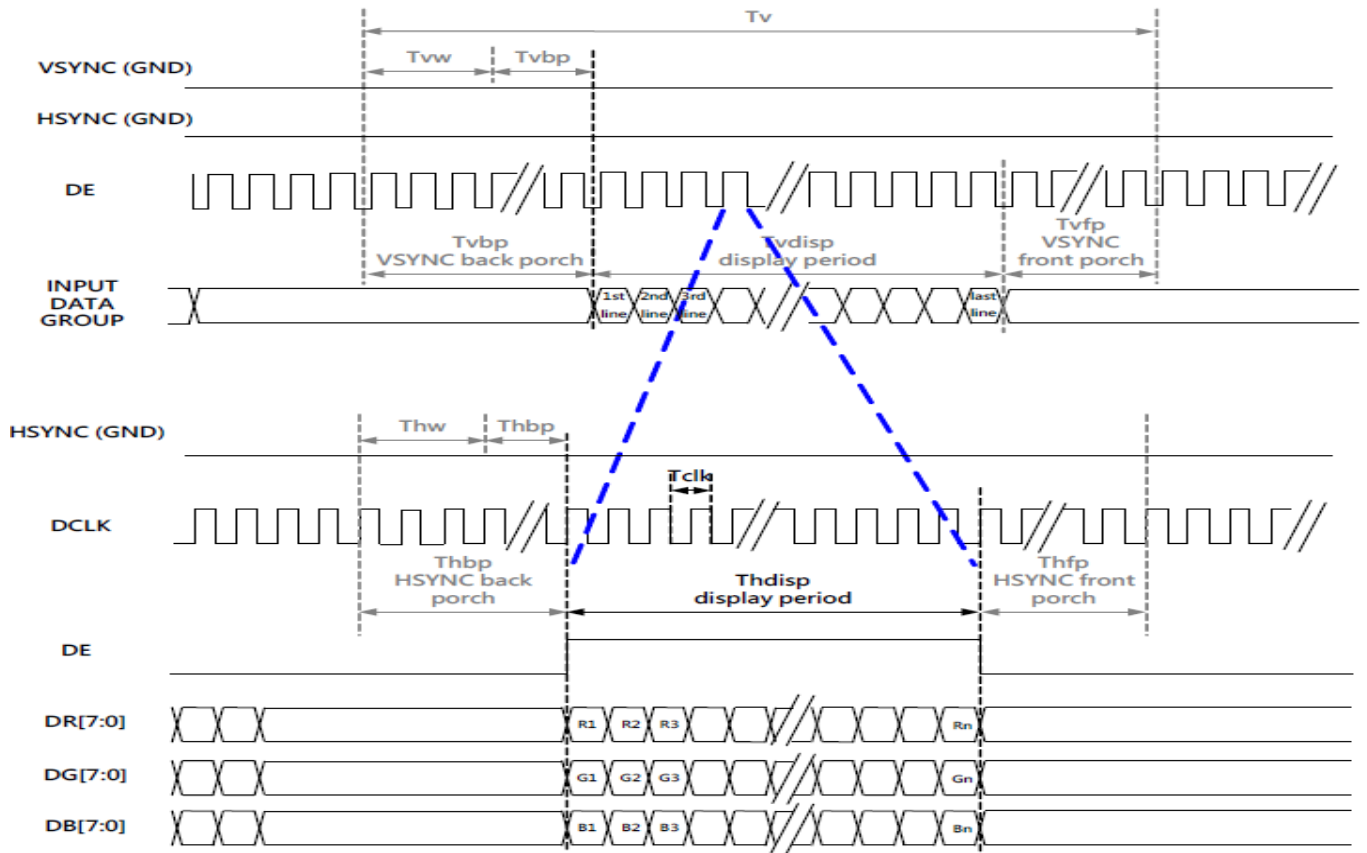 Tv
Tvw
Tvbp
VSYNC (GND)
HSYNC (GND)
DE
Tvbp
VSYNC back porch
Tvdisp
display period
Tvfp
VSYNC
front porch
INPUT
DATA
GROUP
1st
line
2nd
line
3rd
line
last
line
HSYNC (GND)
Thw
Thbp
Tclk
DCLK
Thbp
HSYNC back
porch
Thdisp
display period
Thfp
HSYNC front
porch
DE
DR[7:0]
R1
R2
R3
Rn
DG[7:0]
G1
G2
G3
Gn
DB[7:0]
B1
B2
B3
Bn